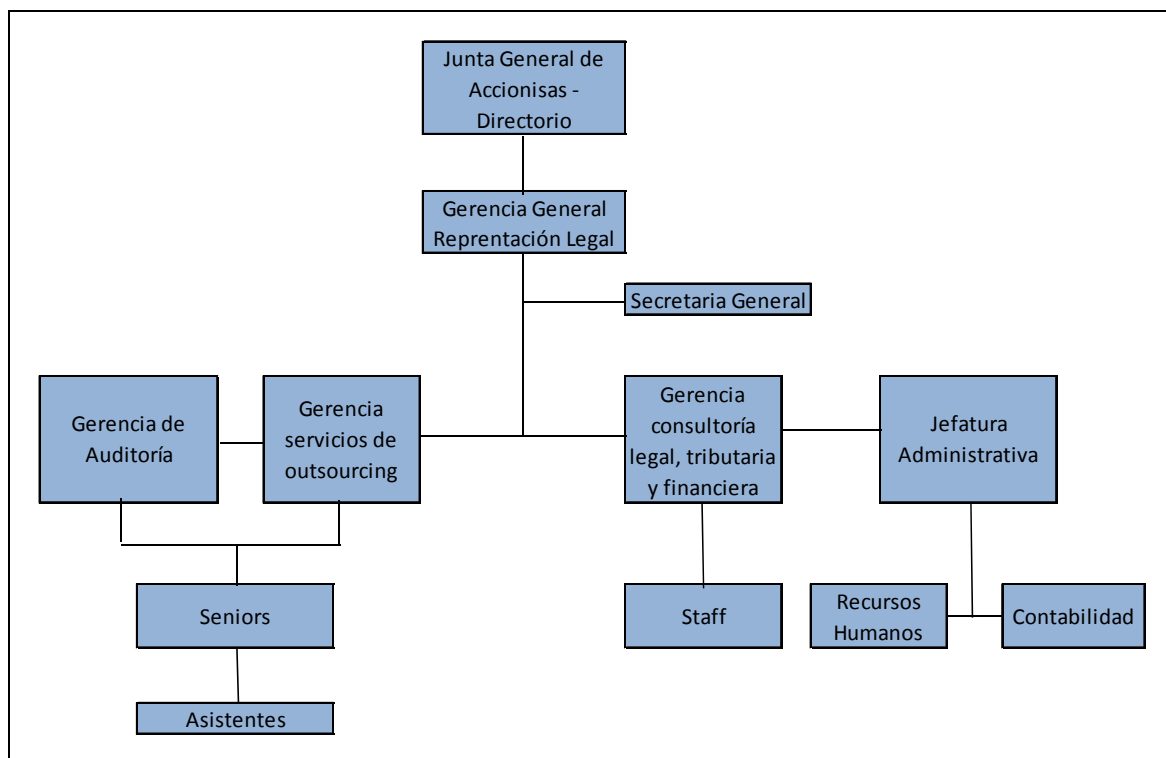 Junta General de
Accionisas -
Directorio
Gerencia General
Reprentación Legal
Secretaria General
Gerencia de
Auditoría
Gerencia
servicios de
outsourcing
Gerencia
consultoría
legal, tributaria
y financiera
Jefatura
Administrativa
Seniors
Staff
Recursos
Humanos
Contabilidad
Asistentes